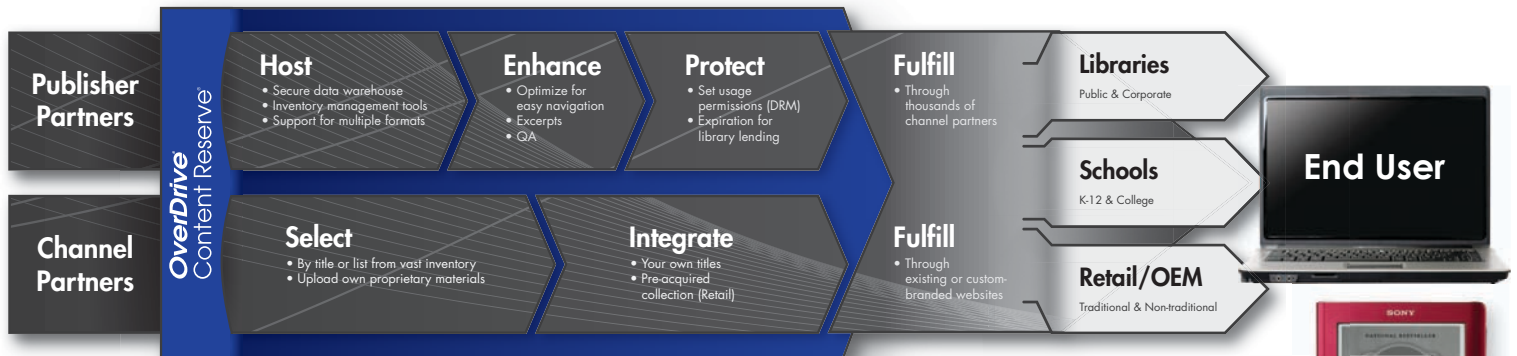 Publisher
Partners
OverDrive®
Content Reserve®
Host
• Secure data warehouse
• Inventory management tools
• Support for multiple formats
Enhance
• Optimize for
easy navigation
• Excerpts
• QA
Protect
• Set usage
permissions (DRM)
• Expiration for
library lending
Fulfill
• Through
thousands of
channel partners
Channel
Partners
Select
• By title or list from vast inventory
• Upload own proprietary materials
Integrate
• Your own titles
• Pre-acquired
collection (Retail)
Fulfill
• Through
existing or custom-
branded websites
Libraries
Public & Corporate
Schools
K-12 & College
Retail/OEM
Traditional & Non-traditional
End User
SONY
NATIONAL BESTSELLER